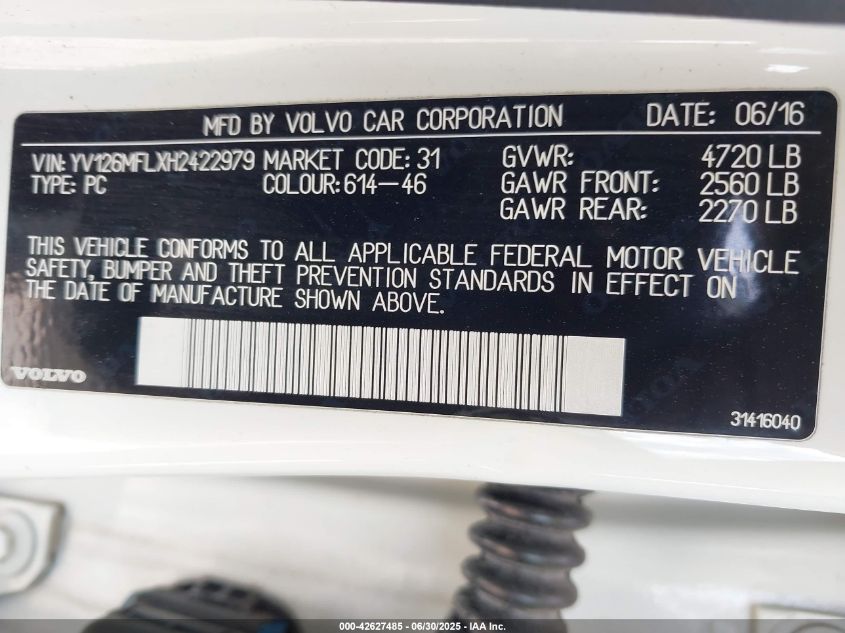 MFD BY VOLVO CAR CORPORATION DATE: 06/16
VIN: YV126MFLXH2422979 MARKET CODE: 31 GVWR: 4720 LB
TYPE: PC COLOUR: 614-46 GAWR FRONT: 2560 LB
GAWR REAR: 2270 LB
THIS VEHICLE CONFORMS TO ALL APPLICABLE FEDERAL MOTOR VEHICLE
SAFETY, BUMPER AND THEFT PREVENTION STANDARDS IN EFFECT ON
THE DATE OF MANUFACTURE SHOWN ABOVE.
VOLVO
31416040
000-42627485 - 06/30/2025 - IAA Inc.